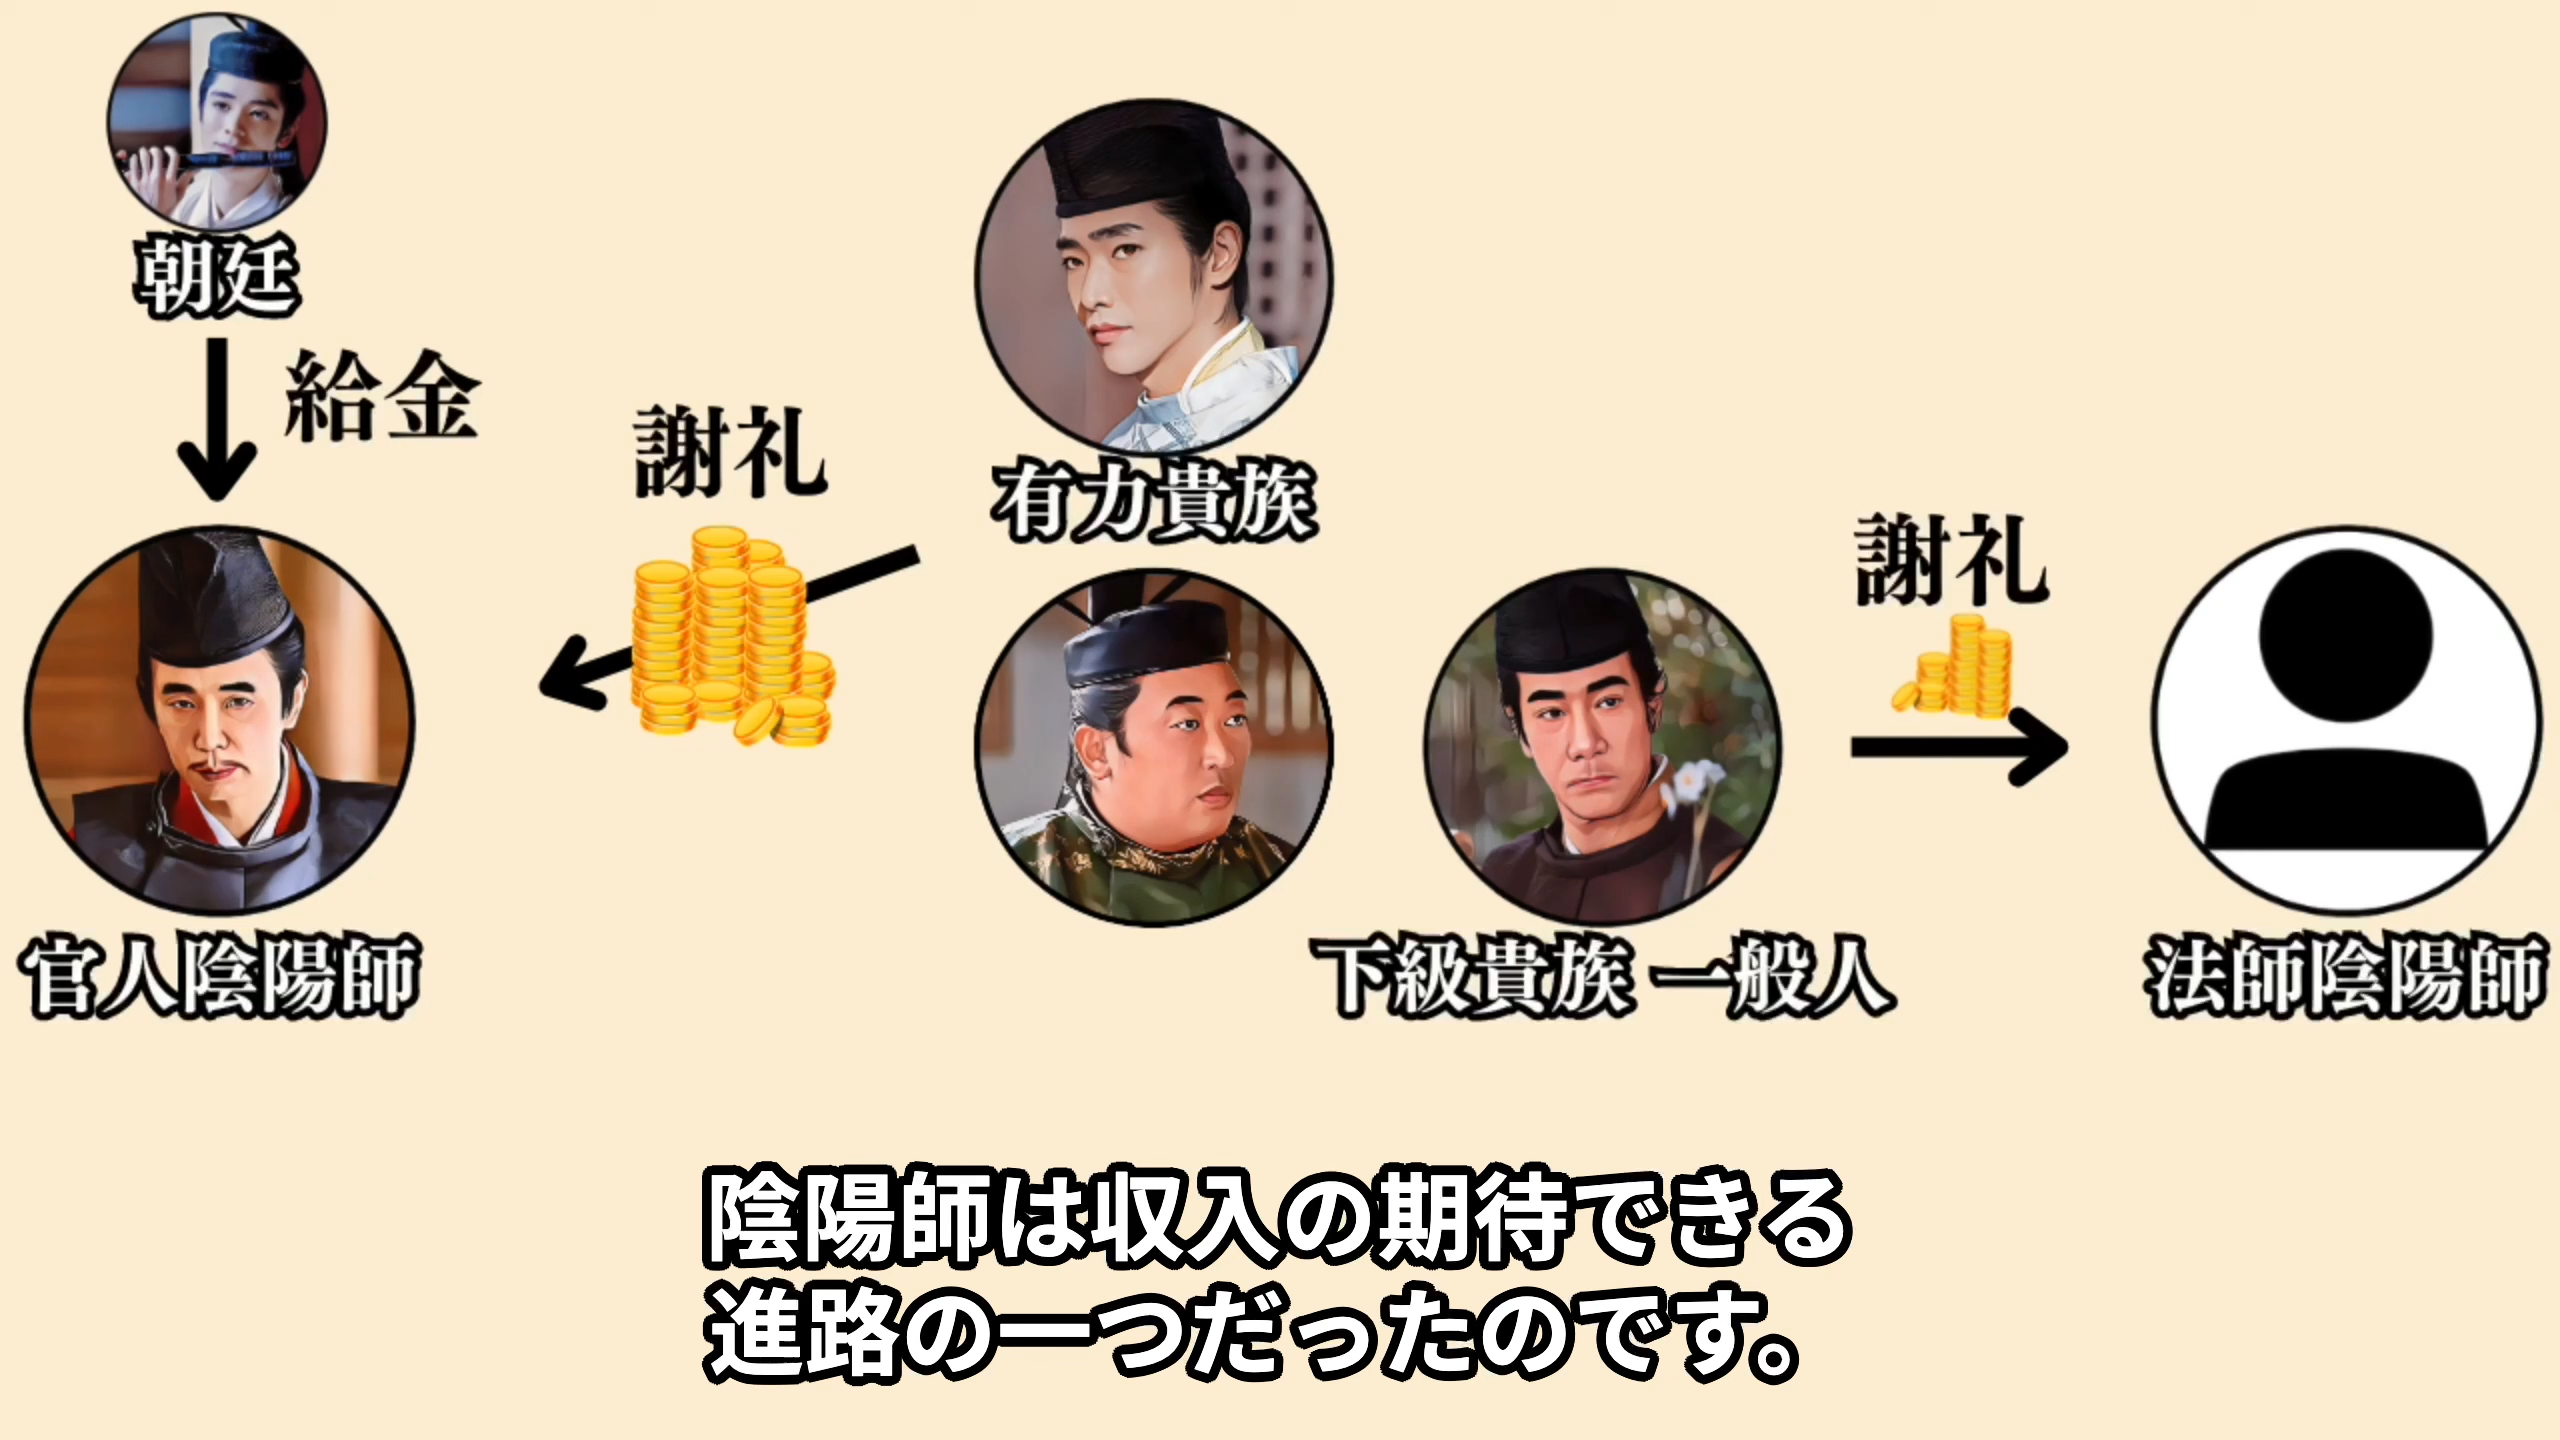 朝廷
給金
謝礼
有力貴族
謝礼
官人陰陽師
下級貴族 一般人
法師陰陽師
陰陽師は収入の期待できる
進路の一つだったのです。